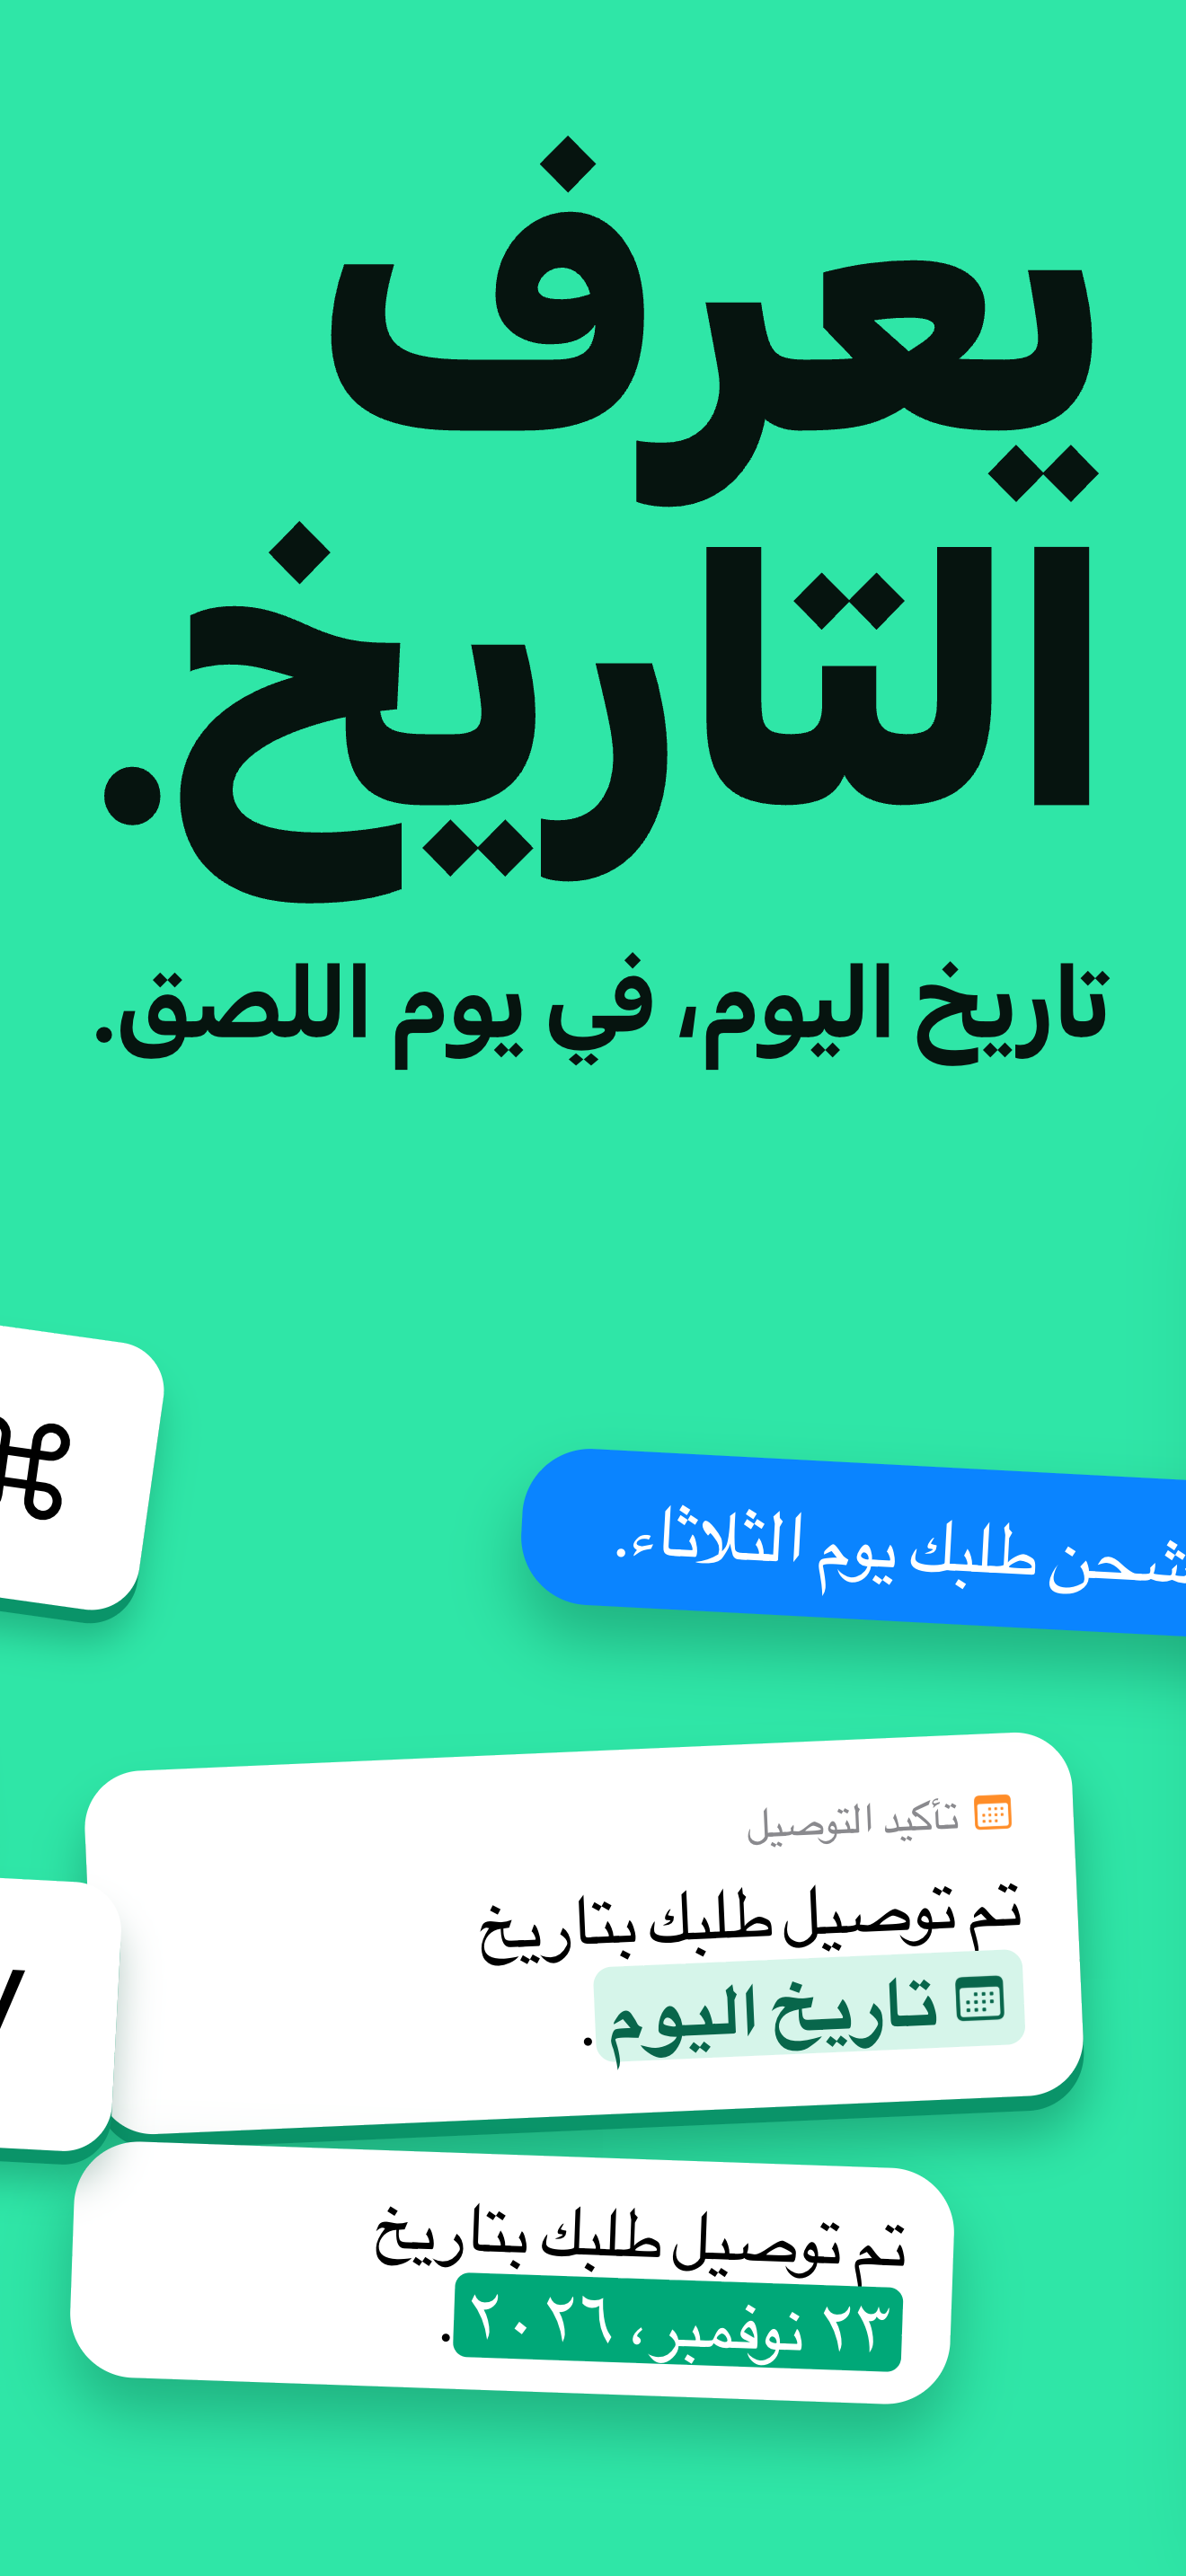 يعرف
التاريخ.
تاريخ اليوم، في يوم اللصق.
⌘
شحن طلبك يوم الثلاثاء.
تأكيد التوصيل
تم توصيل طلبك بتاريخ
تاريخ اليوم.
تم توصيل طلبك بتاريخ
٢٣ نوفمبر، ٢٠٢٦.